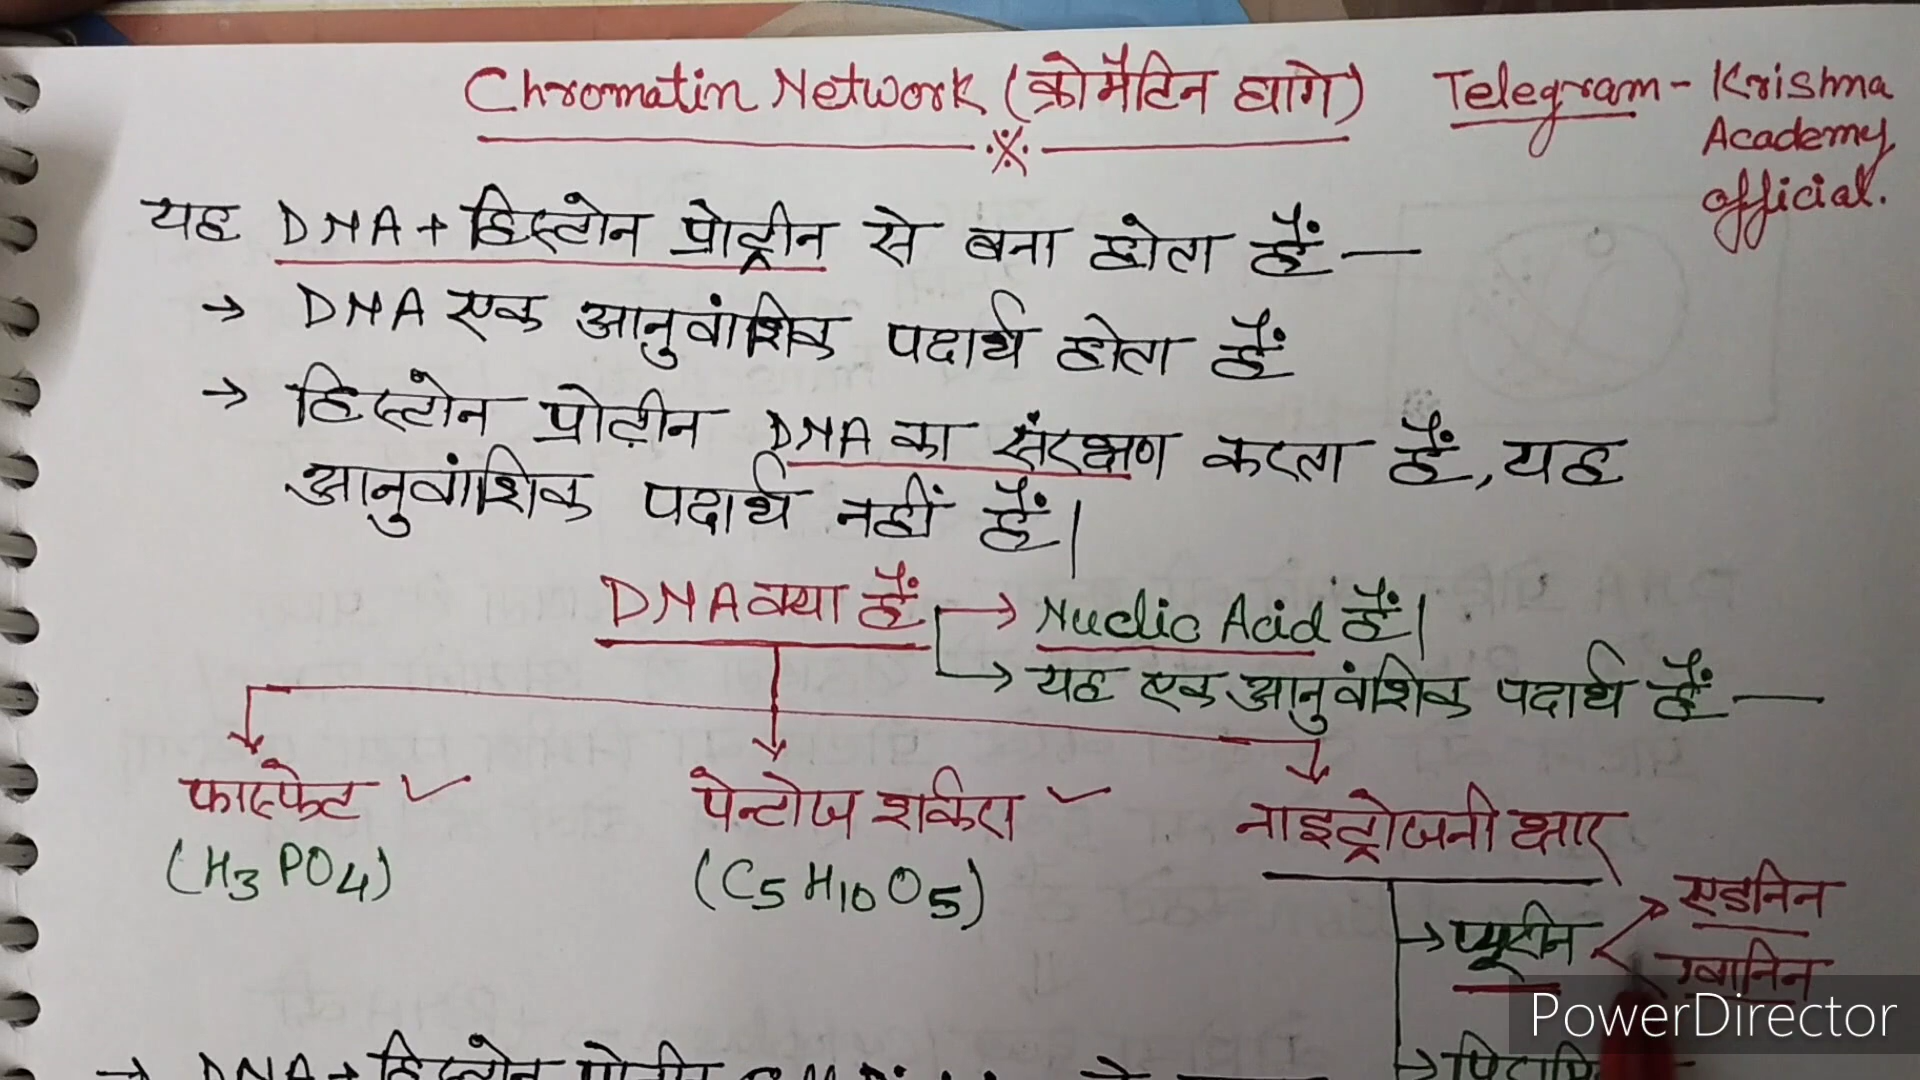 Chromatin Network (क्रोमैटिन धागे)
Telegram - Krishna
Academy
official.
यह DNA + हिस्टोन प्रोट्रीन से बना होता हैं —
→ DNA एक आनुवांशिक पदार्थ होता हैं
→ हिस्टोन प्रोटीन DNA का संरक्षण करता हैं, यह
आनुवांशिक पदार्थ नहीं हैं।
DNA क्या हैं
→ Nuclic Acid हैं।
→ यह एक आनुवंशिक पदार्थ हैं —
फास्फेट ✓
पेन्टोज शर्करा ✓
नाइट्रोजनी क्षार
(H3PO4)
(C5H10O5)
→ प्यूरीन
एडनिन
ग्वानिन
→ DNA + हिस्टोन प्रोटीन
PowerDirector